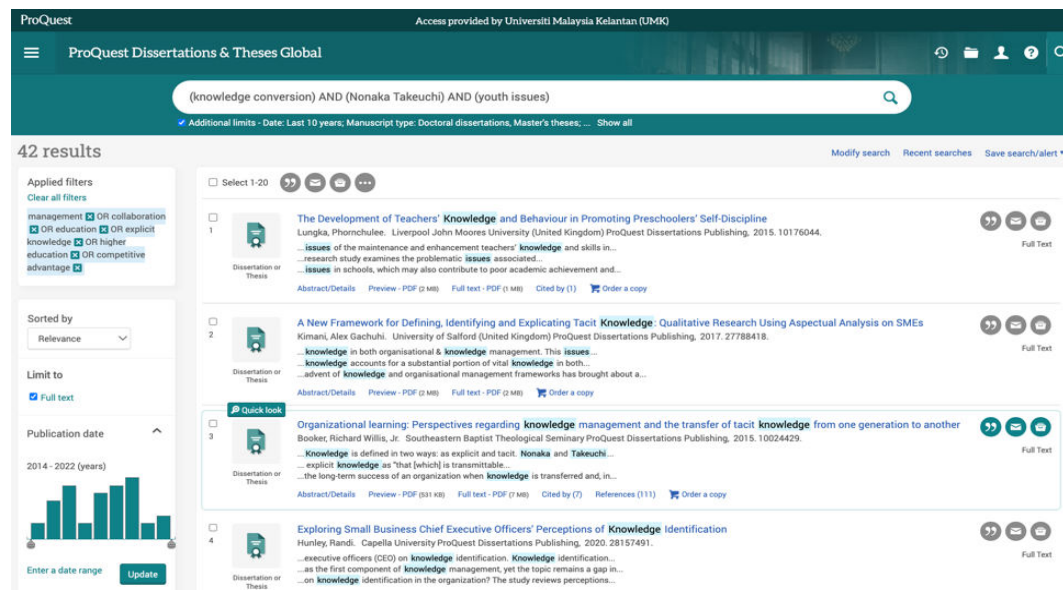 ProQuest
Access provided by Universiti Malaysia Kelantan (UMK)
ProQuest Dissertations & Theses Global
(knowledge conversion) AND (Nonaka Takeuchi) AND (youth issues)
Additional limits - Date: Last 10 years; Manuscript type: Doctoral dissertations, Master's theses; ... Show all
42 results
Modify search Recent searches Save search/alert
Applied filters
Clear all filters
management OR collaboration
OR education OR explicit
knowledge OR higher
education OR competitive
advantage
Sorted by
Relevance
Limit to
Full text
Publication date
2014 - 2022 (years)
Enter a date range Update
Select 1-20
1
Dissertation or
Thesis
The Development of Teachers' Knowledge and Behaviour in Promoting Preschoolers' Self-Discipline
Lungka, Phornchulee. Liverpool John Moores University (United Kingdom) ProQuest Dissertations Publishing, 2015. 10176044.
...issues of the maintenance and enhancement teachers' knowledge and skills in...
...research study examines the problematic issues associated...
...issues in schools, which may also contribute to poor academic achievement and...
Abstract/Details Preview - PDF (2 MB) Full text - PDF (1 MB) Cited by (1) Order a copy
Full Text
2
Dissertation or
Thesis
A New Framework for Defining, Identifying and Explicating Tacit Knowledge: Qualitative Research Using Aspectual Analysis on SMEs
Kimani, Alex Gachuhi. University of Salford (United Kingdom) ProQuest Dissertations Publishing, 2017. 27788418.
...knowledge in both organisational & knowledge management. This issues...
...knowledge accounts for a substantial portion of vital knowledge in both...
...advent of knowledge and organisational management frameworks has brought about a...
Abstract/Details Preview - PDF (2 MB) Full text - PDF (2 MB) Order a copy
Full Text
Quick look
3
Dissertation or
Thesis
Organizational learning: Perspectives regarding knowledge management and the transfer of tacit knowledge from one generation to another
Booker, Richard Willis, Jr. Southeastern Baptist Theological Seminary ProQuest Dissertations Publishing, 2015. 10024429.
...Knowledge is defined in two ways: as explicit and tacit. Nonaka and Takeuchi...
... explicit knowledge as "that [which] is transmittable...
...the long-term success of an organization when knowledge is transferred and, in...
Abstract/Details Preview - PDF (531 KB) Full text - PDF (7 MB) Cited by (7) References (111) Order a copy
Full Text
4
Dissertation or
Thesis
Exploring Small Business Chief Executive Officers' Perceptions of Knowledge Identification
Hunley, Randi. Capella University ProQuest Dissertations Publishing, 2020. 28157491.
...executive officers (CEO) on knowledge identification. Knowledge identification...
...as the first component of knowledge management, yet the topic remains a gap in...
...on knowledge identification in the organization? The study reviews perceptions...
Full Text